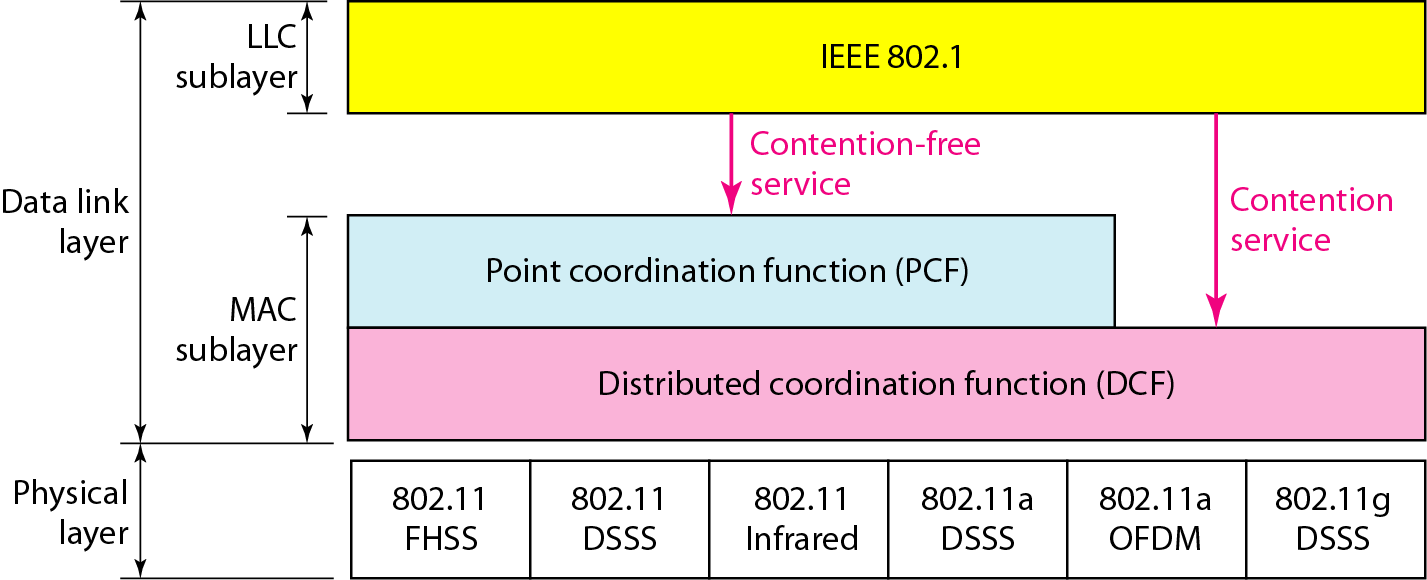 LLC
sublayer
IEEE 802.1
Contention-free
service
Contention
service
Data link
layer
MAC
sublayer
Point coordination function (PCF)
Distributed coordination function (DCF)
Physical
layer
802.11
FHSS
802.11
DSSS
802.11
Infrared
802.11a
DSSS
802.11a
OFDM
802.11g
DSSS